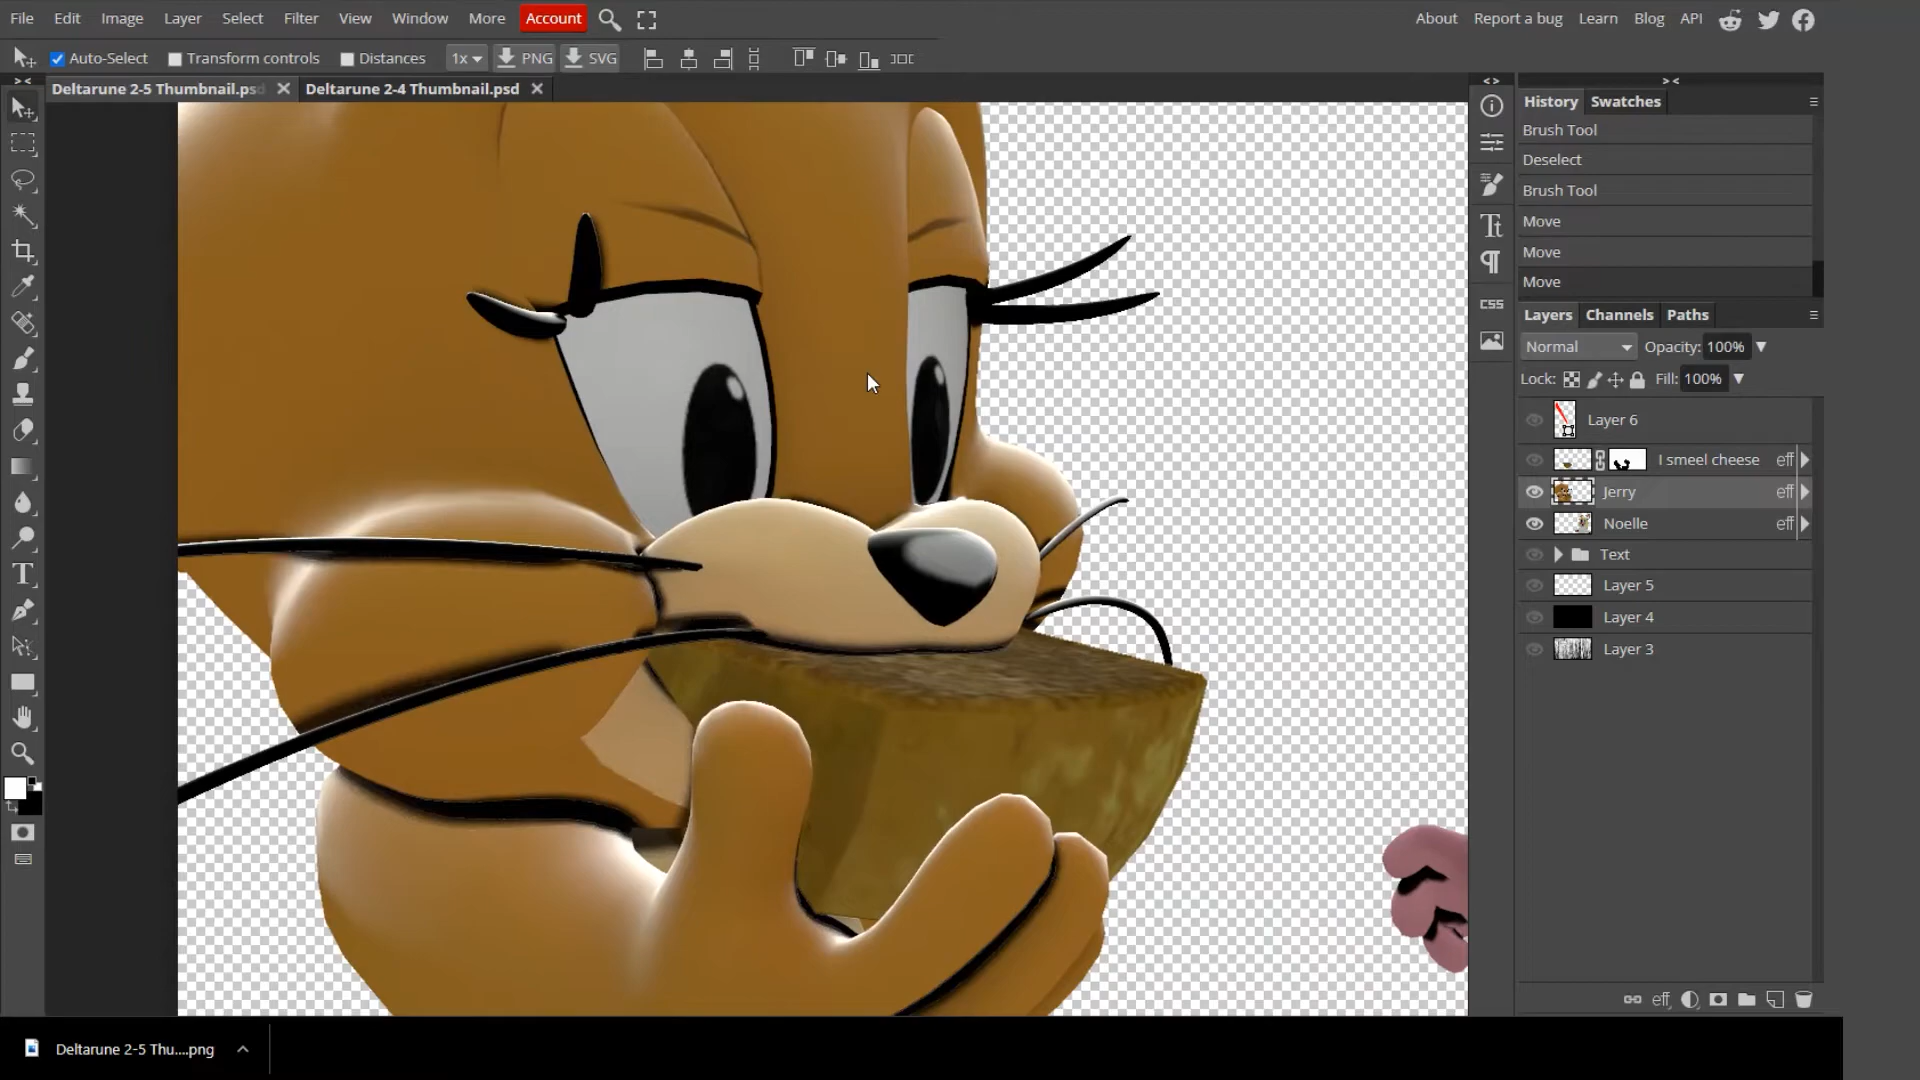 File Edit Image Layer Select Filter View Window More Account About Report a bug Learn Blog API
Auto-Select Transform controls Distances 1x PNG SVG
Deltarune 2-5 Thumbnail.psd Deltarune 2-4 Thumbnail.psd
History Swatches
Brush Tool
Deselect
Brush Tool
Move
Move
Move
Layers Channels Paths
Normal Opacity: 100%
Lock: Fill: 100%
Layer 6
I smeel cheese eff
Jerry eff
Noelle eff
Text
Layer 5
Layer 4
Layer 3
CSS
eff
Deltarune 2-5 Thu....png